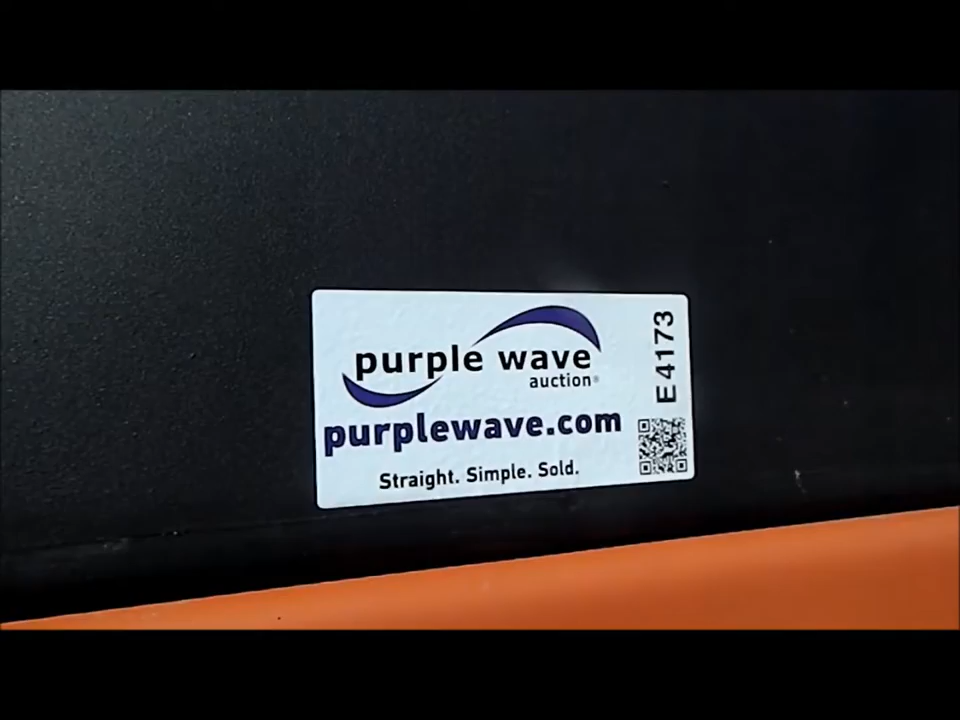 purple wave
auction®
purplewave.com
Straight. Simple. Sold.
E4173